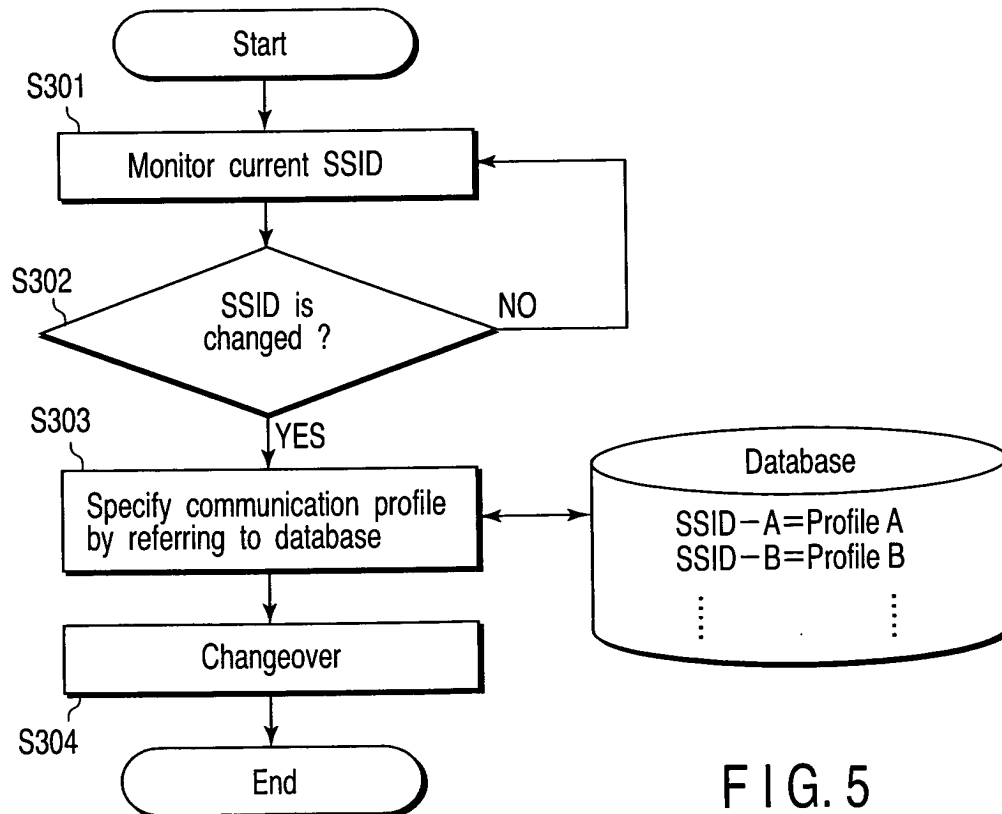 Start
S301
Monitor current SSID
S302
SSID is
changed ?
NO
YES
S303
Specify communication profile
by referring to database
Database
SSID-A=Profile A
SSID-B=Profile B
Changeover
S304
End
FIG. 5